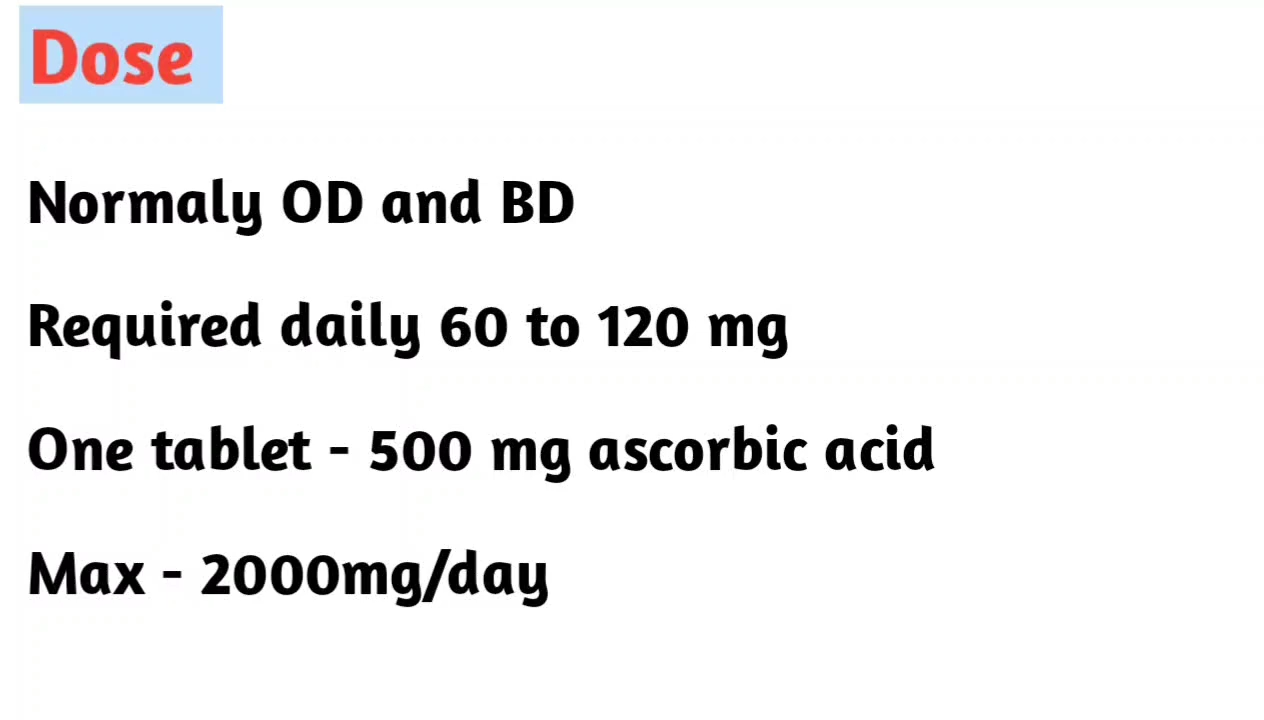 Dose
Normaly OD and BD
Required daily 60 to 120 mg
One tablet - 500 mg ascorbic acid
Max - 2000mg/day